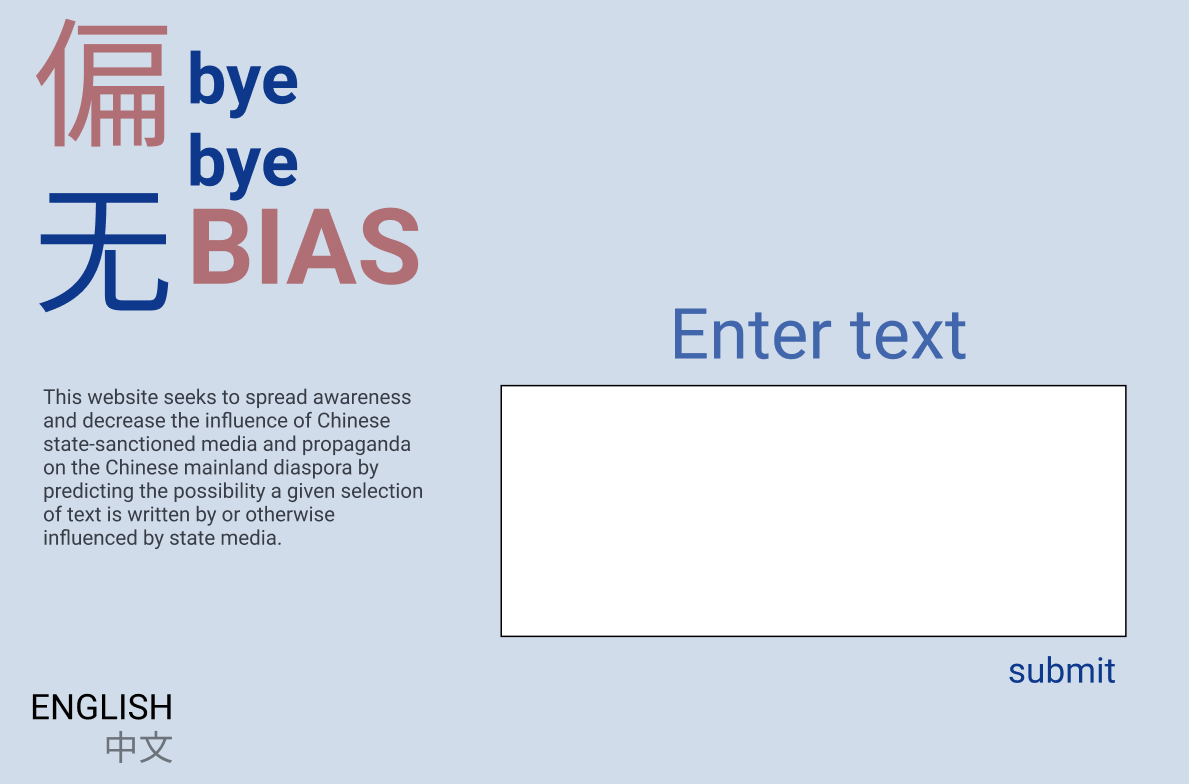 偏
无
bye
bye
BIAS
This website seeks to spread awareness
and decrease the influence of Chinese
state-sanctioned media and propaganda
on the Chinese mainland diaspora by
predicting the possibility a given selection
of text is written by or otherwise
influenced by state media.
Enter text
submit
ENGLISH
中文